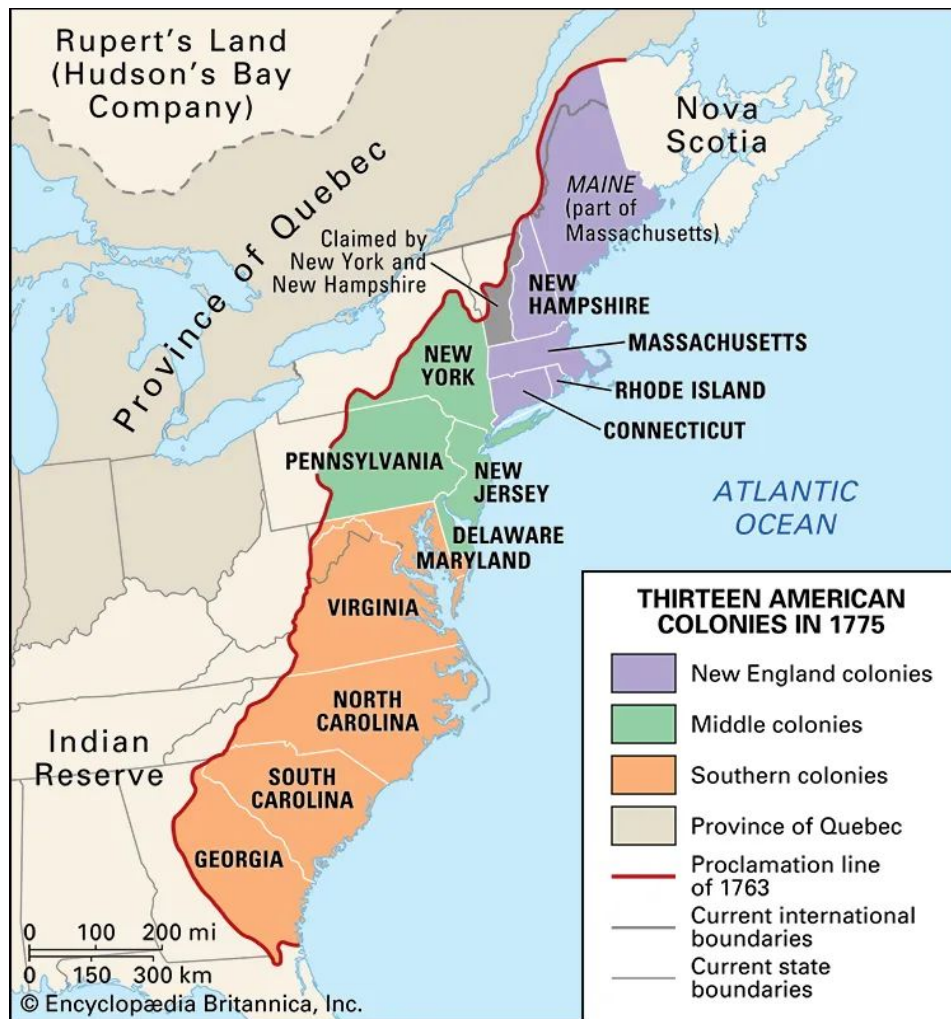 Rupert's Land
(Hudson's Bay
Company)
Nova
Scotia
Province of Quebec
MAINE
(part of
Massachusetts)
Claimed by
New York and
New Hampshire
NEW
HAMPSHIRE
MASSACHUSETTS
NEW
YORK
RHODE ISLAND
CONNECTICUT
PENNSYLVANIA
NEW
JERSEY
ATLANTIC
OCEAN
DELAWARE
MARYLAND
VIRGINIA
NORTH
CAROLINA
Indian
Reserve
SOUTH
CAROLINA
GEORGIA
THIRTEEN AMERICAN
COLONIES IN 1775
New England colonies
Middle colonies
Southern colonies
Province of Quebec
Proclamation line
of 1763
Current international
boundaries
Current state
boundaries
0 100 200 mi
0 150 300 km
© Encyclopædia Britannica, Inc.